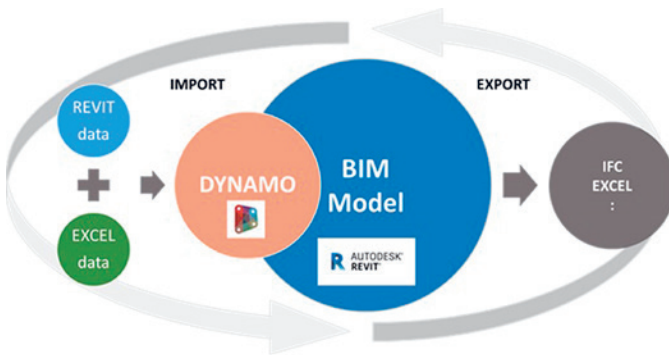 IMPORT
EXPORT
REVIT
data
EXCEL
data
DYNAMO
BIM
Model
R AUTODESK®
REVIT®
IFC
EXCEL
: